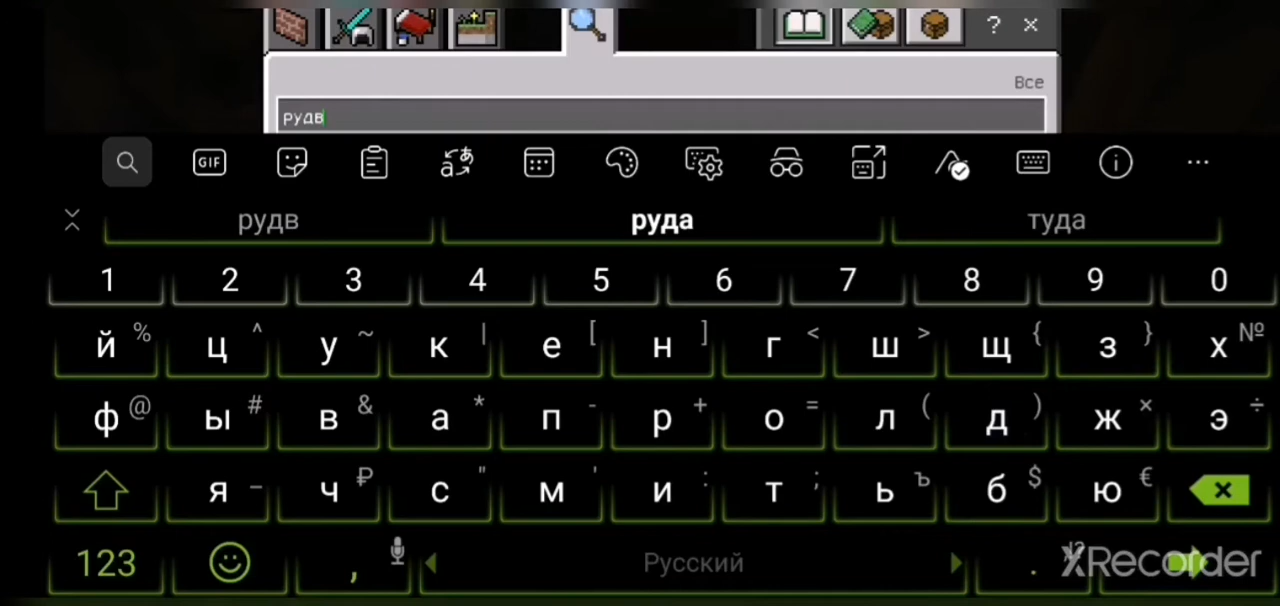 ? ×
Все
рудв
GIF
рудв руда туда
1 2 3 4 5 6 7 8 9 0
й % ц ^ у ~ к | е [ н ] г < ш > щ { з } х №
ф @ ы # в & а * п - р + о = л ( д ) ж × э ÷
я _ ч ₽ с " м ' и : т ; ь ъ б $ ю €
123 , Русский .
XRecorder